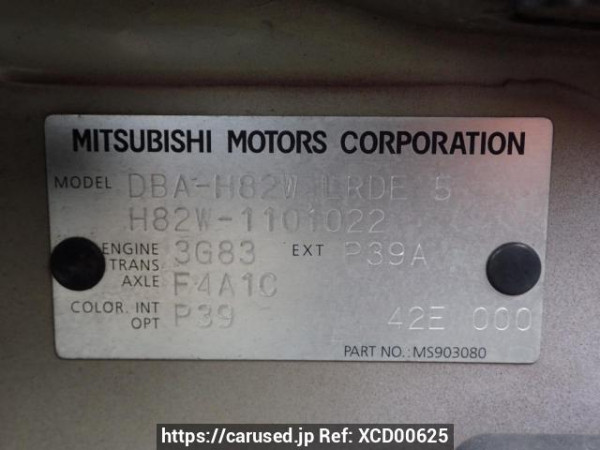 MITSUBISHI MOTORS CORPORATION
MODEL DBA-H82W LRDE 5
H82W-1101022
ENGINE 3G83 EXT P39A
TRANS
AXLE F4A1C
COLOR. INT P39 42E 000
OPT
PART NO.:MS903080
https://carused.jp Ref: XCD00625